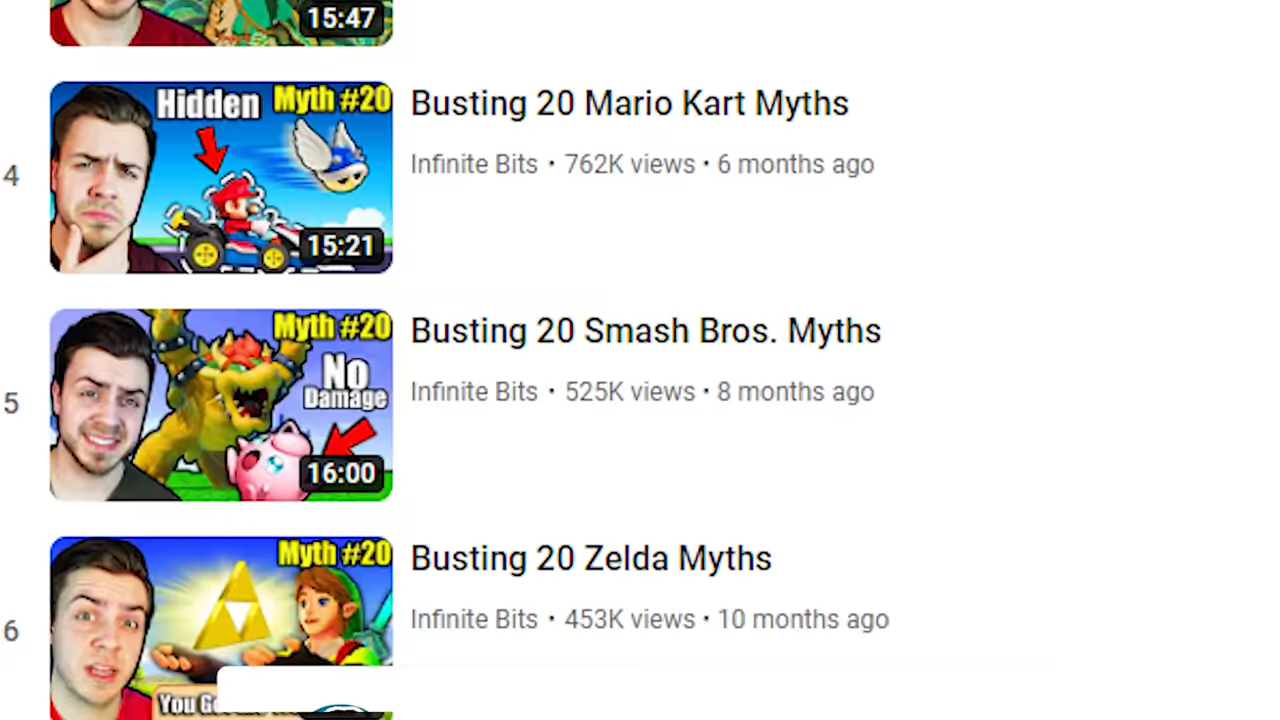 15:47
4
Hidden
Myth #20
15:21
Busting 20 Mario Kart Myths
Infinite Bits • 762K views • 6 months ago
5
Myth #20
No
Damage
16:00
Busting 20 Smash Bros. Myths
Infinite Bits • 525K views • 8 months ago
6
Myth #20
You
Busting 20 Zelda Myths
Infinite Bits • 453K views • 10 months ago